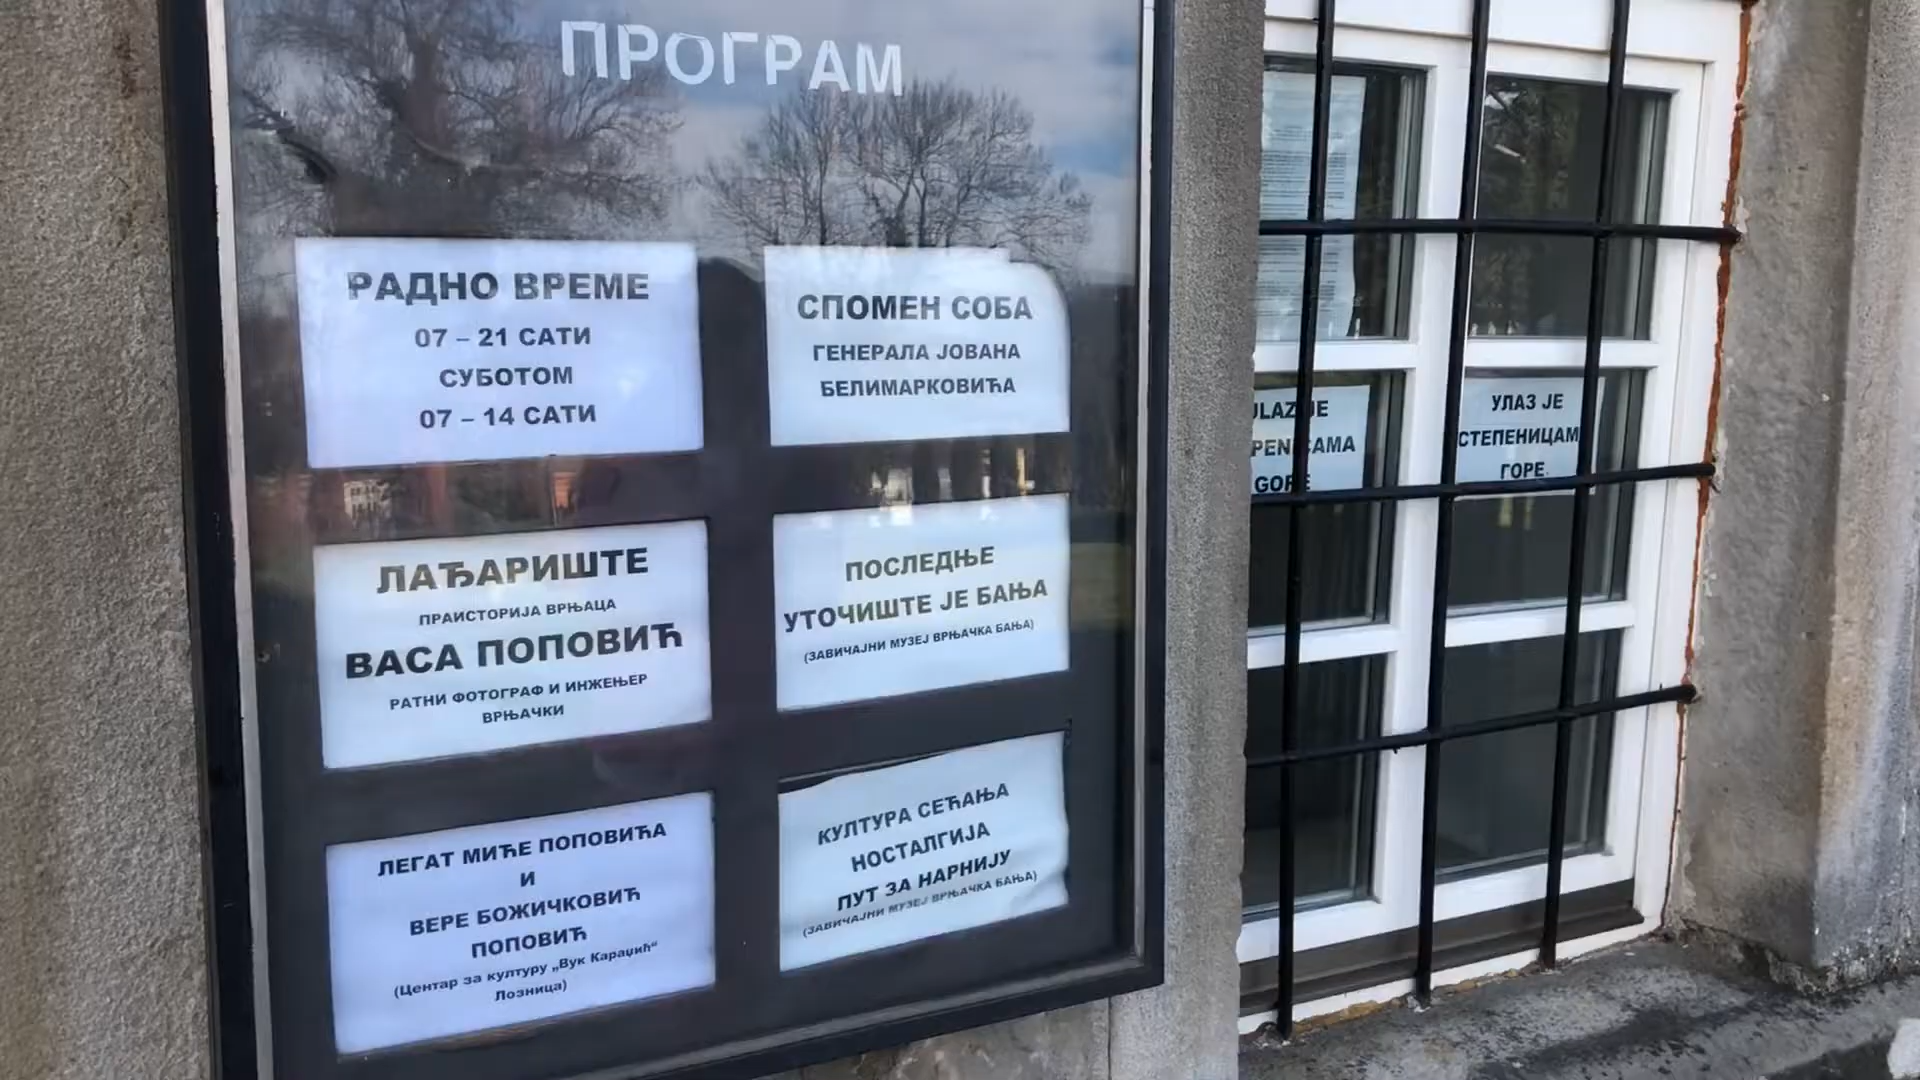 ПРОГРАМ
РАДНО ВРЕМЕ
07 – 21 САТИ
СУБОТОМ
07 – 14 САТИ
СПОМЕН СОБА
ГЕНЕРАЛА ЈОВАНА
БЕЛИМАРКОВИЋА
ЛАЂАРИШТЕ
ПРАИСТОРИЈА ВРЊАЦА
ВАСА ПОПОВИЋ
РАТНИ ФОТОГРАФ И ИНЖЕЊЕР
ВРЊАЧКИ
ПОСЛЕДЊЕ
УТОЧИШТЕ ЈЕ БАЊА
(ЗАВИЧАЈНИ МУЗЕЈ ВРЊАЧКА БАЊА)
ЛЕГАТ МИЋЕ ПОПОВИЋА
И
ВЕРЕ БОЖИЧКОВИЋ
ПОПОВИЋ
(Центар за културу „Вук Караџић“
Лозница)
КУЛТУРА СЕЋАЊА
НОСТАЛГИЈА
ПУТ ЗА НАРНИЈУ
(ЗАВИЧАЈНИ МУЗЕЈ ВРЊАЧКА БАЊА)
ULAZ JE
GORE
УЛАЗ ЈЕ
СТЕПЕНИЦАМ
ГОРЕ